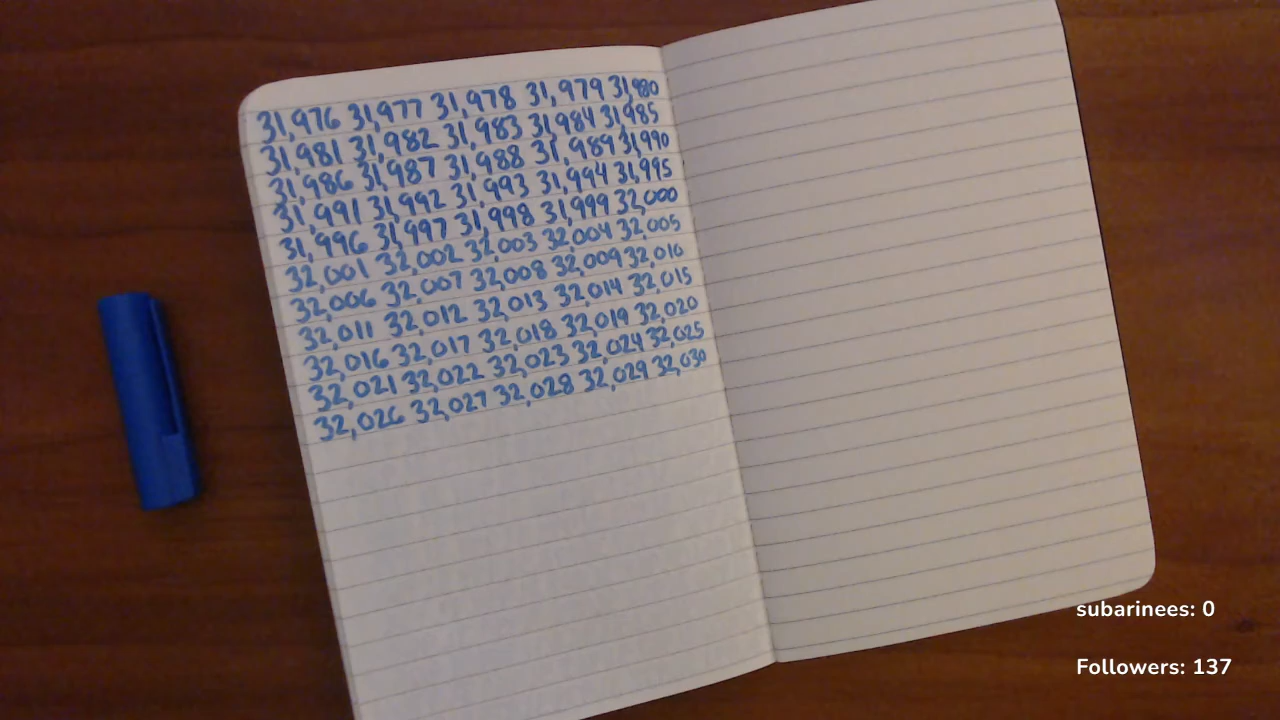 31,976 31,977 31,978 31,979 31,980
31,981 31,982 31,983 31,984 31,985
31,986 31,987 31,988 31,989 31,990
31,991 31,992 31,993 31,994 31,995
31,996 31,997 31,998 31,999 32,000
32,001 32,002 32,003 32,004 32,005
32,006 32,007 32,008 32,009 32,010
32,011 32,012 32,013 32,014 32,015
32,016 32,017 32,018 32,019 32,020
32,021 32,022 32,023 32,024 32,025
32,026 32,027 32,028 32,029 32,030
subarinees: 0
Followers: 137